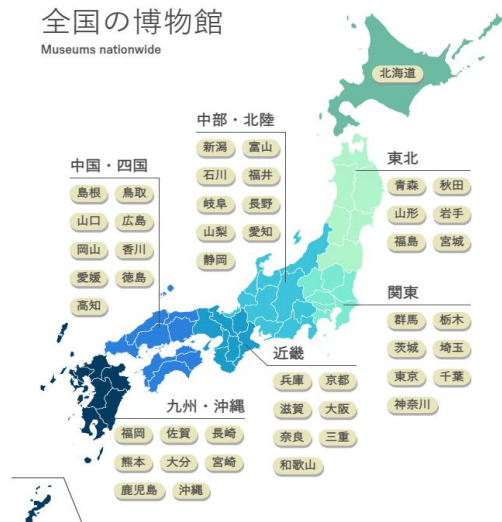 全国の博物館
Museums nationwide
北海道
中部・北陸
新潟 富山
石川 福井
岐阜 長野
山梨 愛知
静岡
東北
青森 秋田
山形 岩手
福島 宮城
中国・四国
島根 鳥取
山口 広島
岡山 香川
愛媛 徳島
高知
関東
群馬 栃木
茨城 埼玉
東京 千葉
神奈川
近畿
兵庫 京都
滋賀 大阪
奈良 三重
和歌山
九州・沖縄
福岡 佐賀 長崎
熊本 大分 宮崎
鹿児島 沖縄